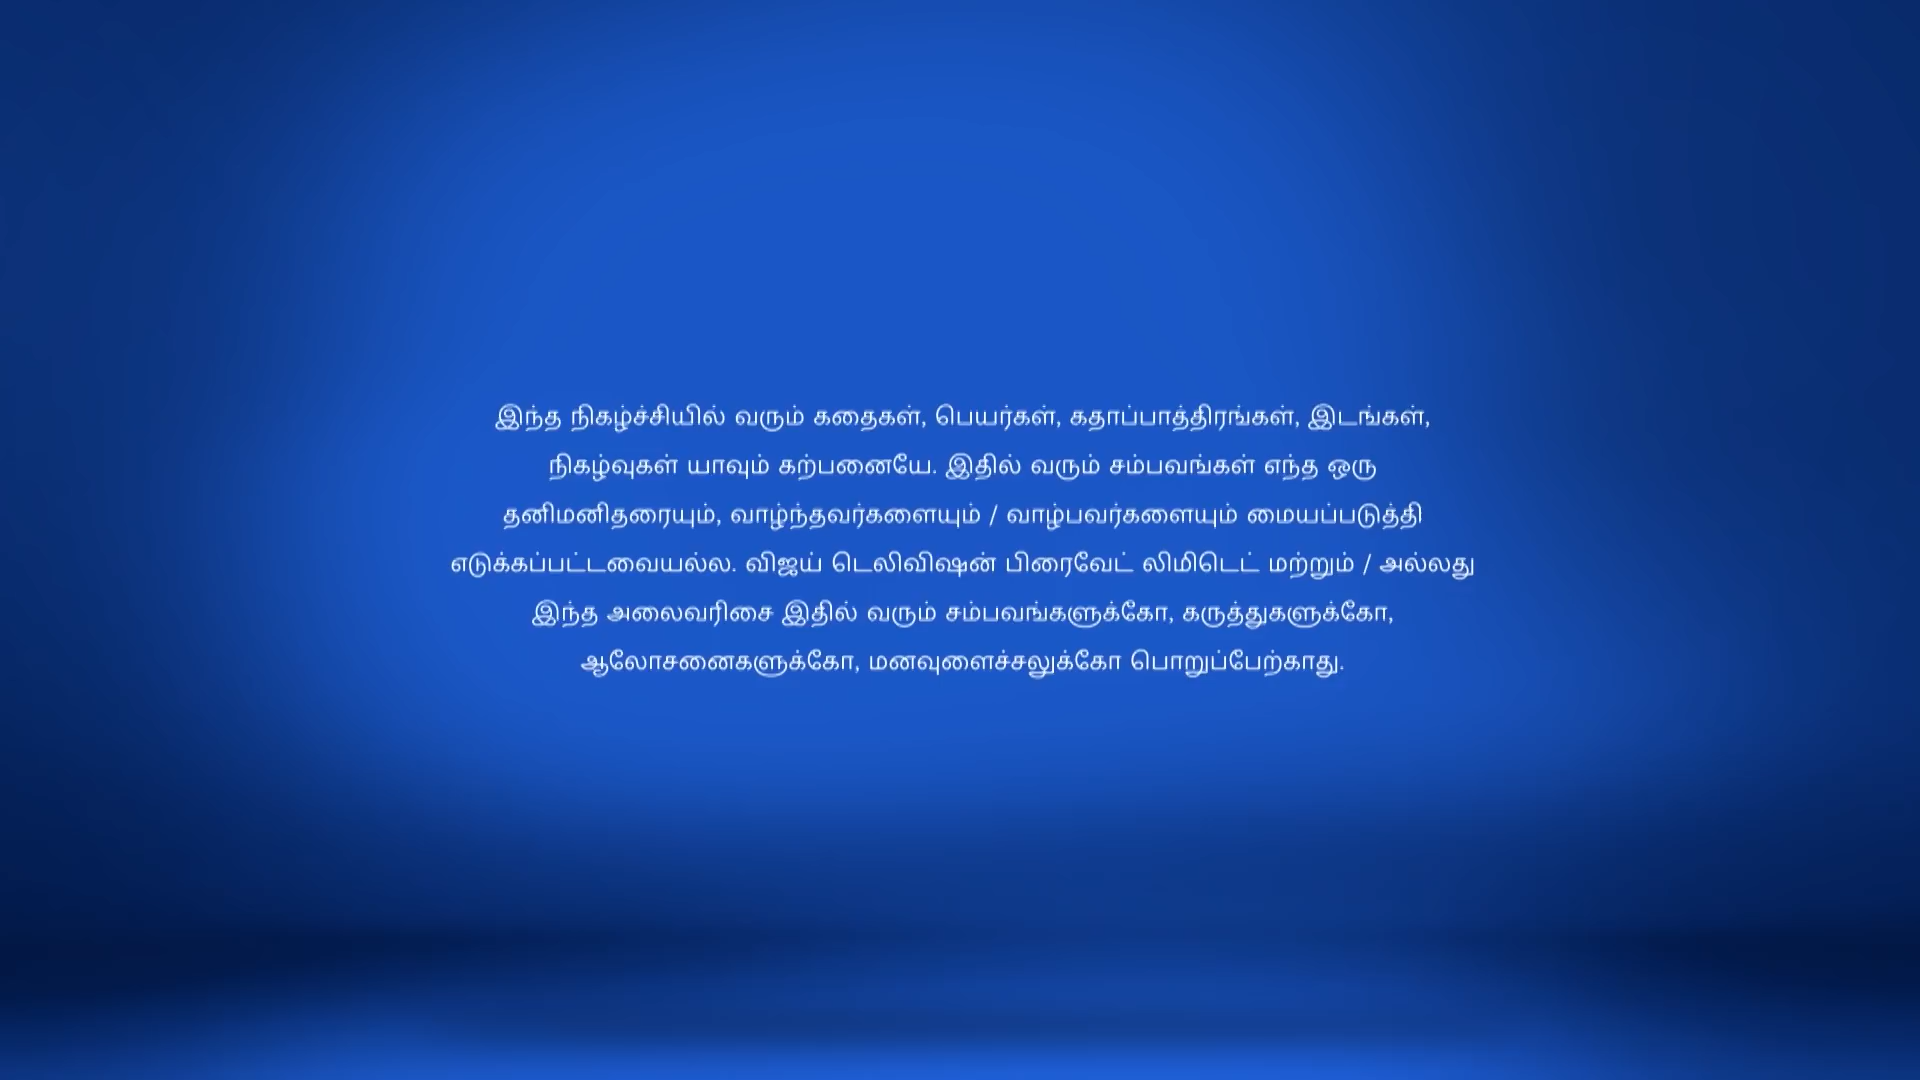 இந்த நிகழ்ச்சியில் வரும் கதைகள், பெயர்கள், கதாப்பாத்திரங்கள், இடங்கள்,
நிகழ்வுகள் யாவும் கற்பனையே. இதில் வரும் சம்பவங்கள் எந்த ஒரு
தனிமனிதரையும், வாழ்ந்தவர்களையும் / வாழ்பவர்களையும் மையப்படுத்தி
எடுக்கப்பட்டவையல்ல. விஜய் டெலிவிஷன் பிரைவேட் லிமிடெட் மற்றும் / அல்லது
இந்த அலைவரிசை இதில் வரும் சம்பவங்களுக்கோ, கருத்துகளுக்கோ,
ஆலோசனைகளுக்கோ, மனவுளைச்சலுக்கோ பொறுப்பேற்காது.